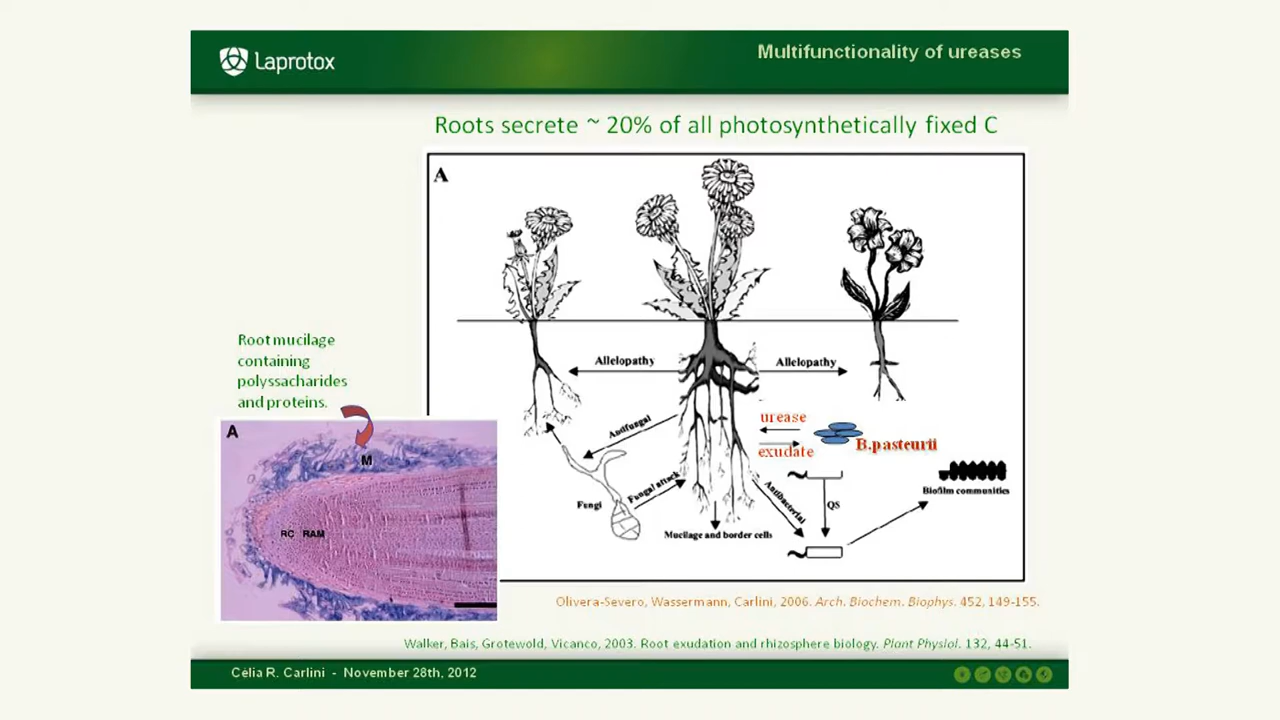 Laprotox
Multifunctionality of ureases
Roots secrete ~ 20% of all photosynthetically fixed C
A
Allelopathy
Allelopathy
Root mucilage
containing
polyssacharides
and proteins.
A
M
RC RAM
Antifungal
urease
exudate
B.pasteurii
Fungi
Fungal attack
Antibacterial
QS
Biofilm communities
Mucilage and border cells
Olivera-Severo, Wassermann, Carlini, 2006. Arch. Biochem. Biophys. 452, 149-155.
Walker, Bais, Grotewold, Vicanco, 2003. Root exudation and rhizosphere biology. Plant Physiol. 132, 44-51.
Célia R. Carlini - November 28th, 2012